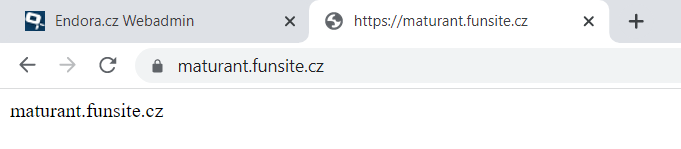 Endora.cz Webadmin
https://maturant.funsite.cz
maturant.funsite.cz
maturant.funsite.cz